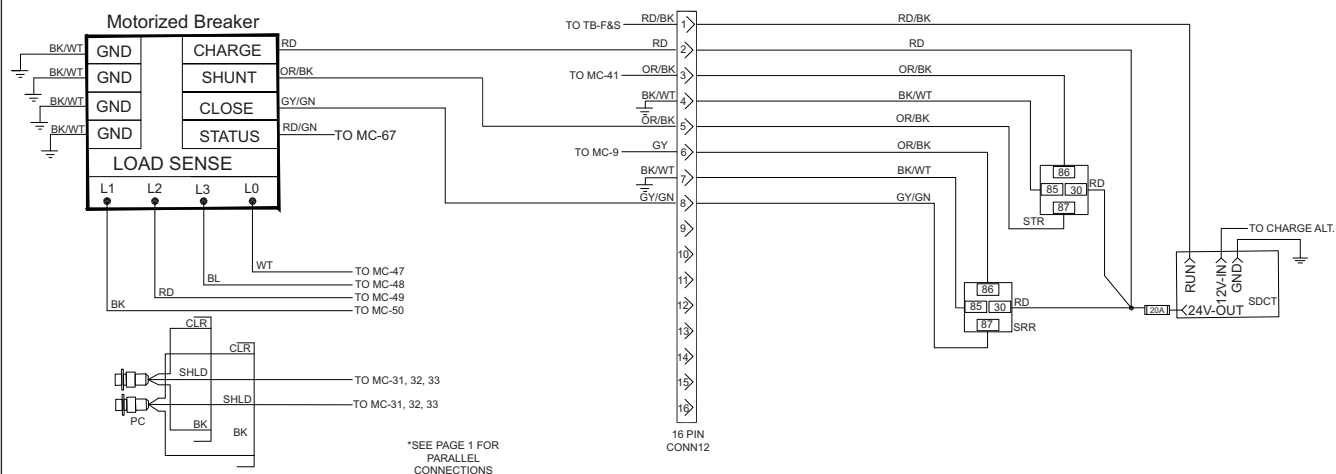 Motorized Breaker
BK/WT GND CHARGE RD
BK/WT GND SHUNT OR/BK
BK/WT GND CLOSE GY/GN
BK/WT GND STATUS RD/GN TO MC-67
LOAD SENSE
L1 L2 L3 L0
WT TO MC-47
BL TO MC-48
RD TO MC-49
BK TO MC-50
CLR
CLR
SHLD TO MC-31, 32, 33
SHLD TO MC-31, 32, 33
PC
BK
BK
*SEE PAGE 1 FOR
PARALLEL
CONNECTIONS
TO TB-F&S RD/BK 1 RD/BK
RD 2 RD
TO MC-41 OR/BK 3 OR/BK
BK/WT 4 BK/WT
OR/BK 5 OR/BK
TO MC-9 GY 6 OR/BK
BK/WT 7 BK/WT
GY/GN 8 GY/GN
9
10
11
12
13
14
15
16
16 PIN
CONN12
86
85 30 RD
87
STR
86
85 30 RD
87
SRR
TO CHARGE ALT.
RUN
12V-IN
GND
SDCT
20A
24V-OUT